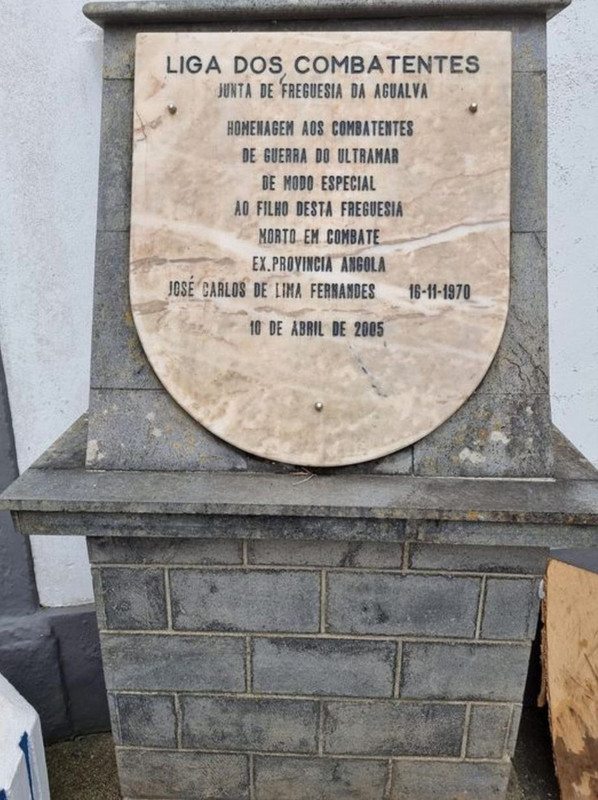 LIGA DOS COMBATENTES
JUNTA DE FREGUESIA DA AGUALVA
HOMENAGEM AOS COMBATENTES
DE GUERRA DO ULTRAMAR
DE MODO ESPECIAL
AO FILHO DESTA FREGUESIA
MORTO EM COMBATE
EX.PROVINCIA ANGOLA
JOSÉ CARLOS DE LIMA FERNANDES 16-11-1970
10 DE ABRIL DE 2005